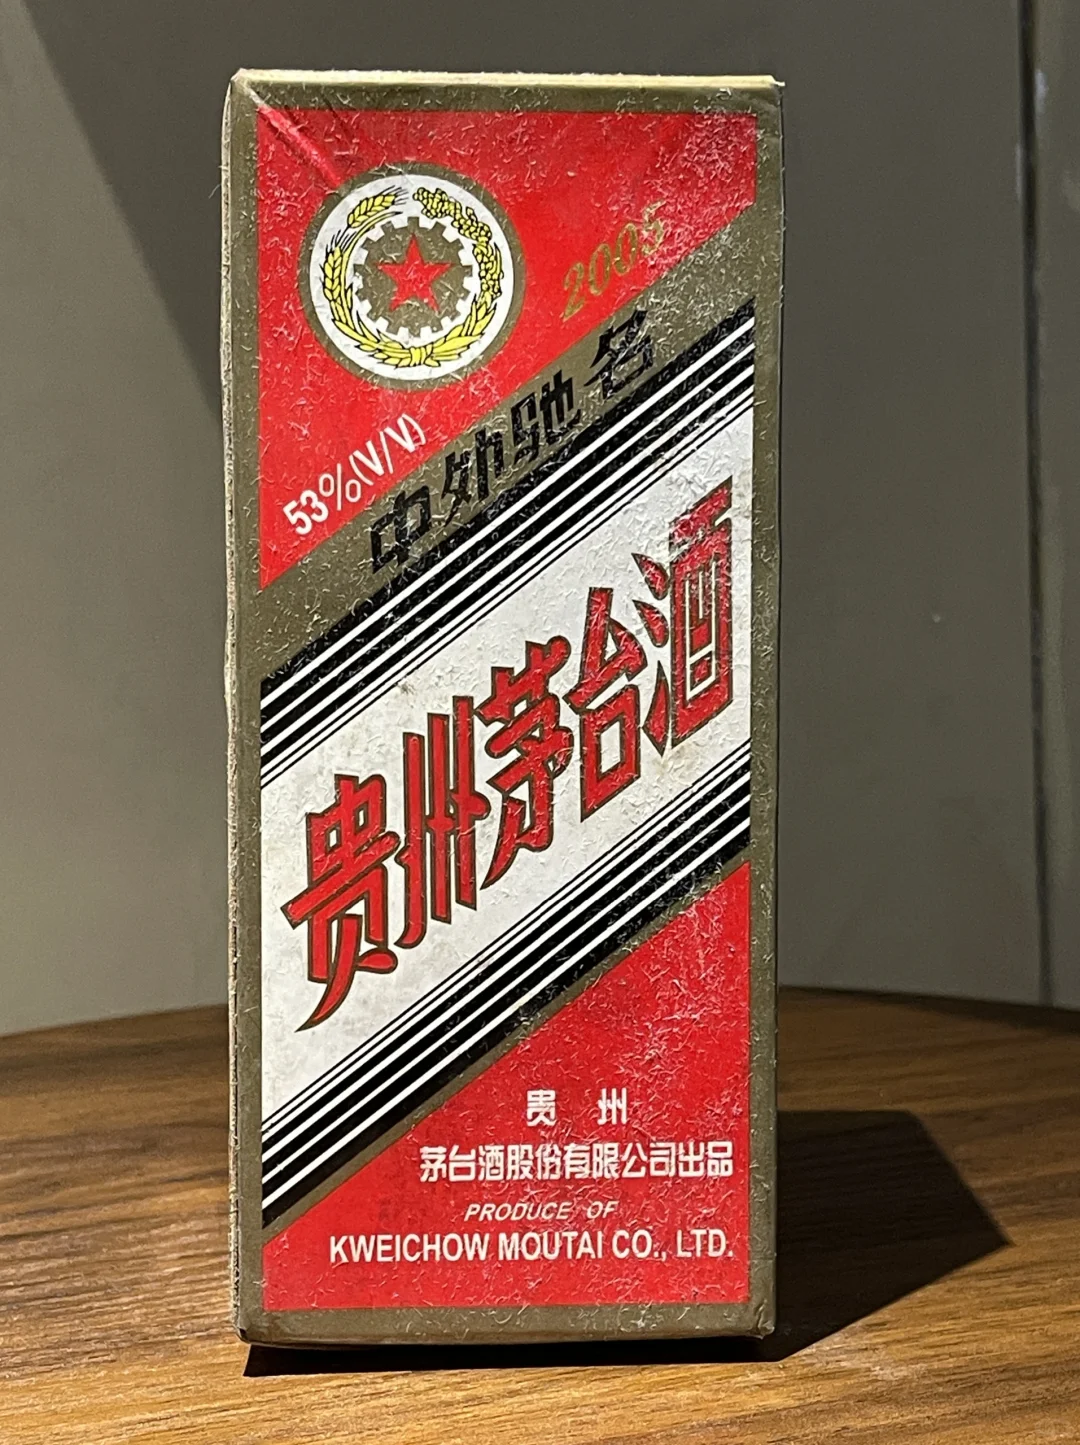 2005
53%(V/V)
中外驰名
贵州茅台酒
贵 州
茅台酒股份有限公司出品
PRODUCE OF
KWEICHOW MOUTAI CO., LTD.